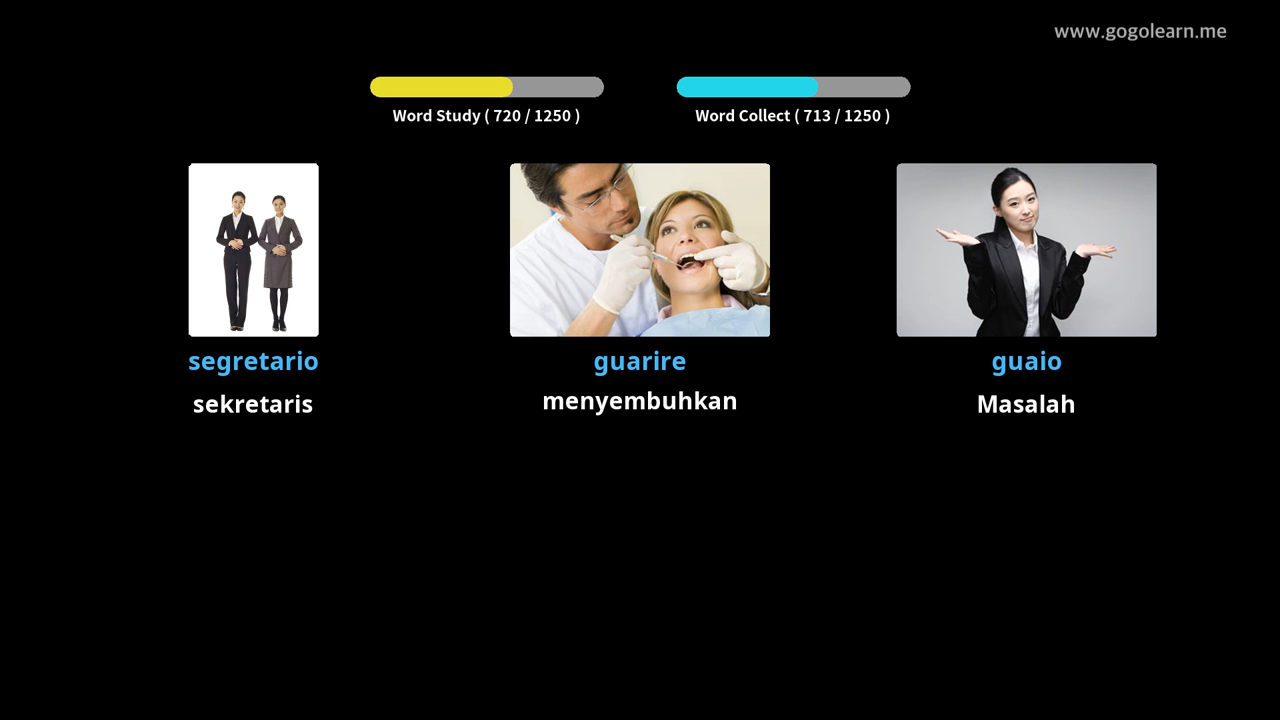 www.gogolearn.me
Word Study ( 720 / 1250 )
Word Collect ( 713 / 1250 )
segretario
sekretaris
guarire
menyembuhkan
guaio
Masalah